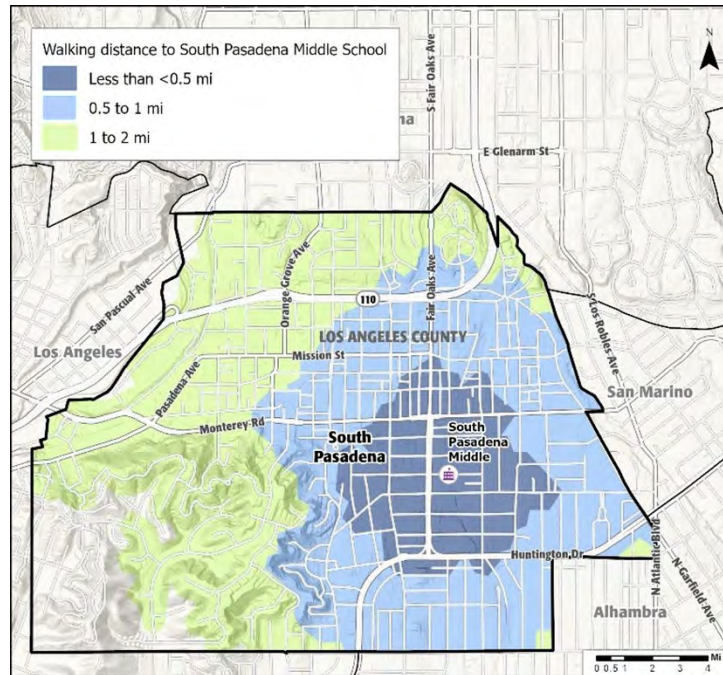 Walking distance to South Pasadena Middle School
Less than <0.5 mi
0.5 to 1 mi
1 to 2 mi
N
S Fair Oaks Ave
na
E Glenarm St
Orange Grove Ave
Fair Oaks Ave
San Pascual Ave
110
S Los Robles Ave
LOS ANGELES COUNTY
Los Angeles
Mission St
Pasadena Ave
San Marino
Monterey Rd
South
Pasadena
South
Pasadena
Middle
Huntington Dr
N Atlantic Blvd
N Garfield Ave
Alhambra
Mi
0 0.5 1 2 3 4